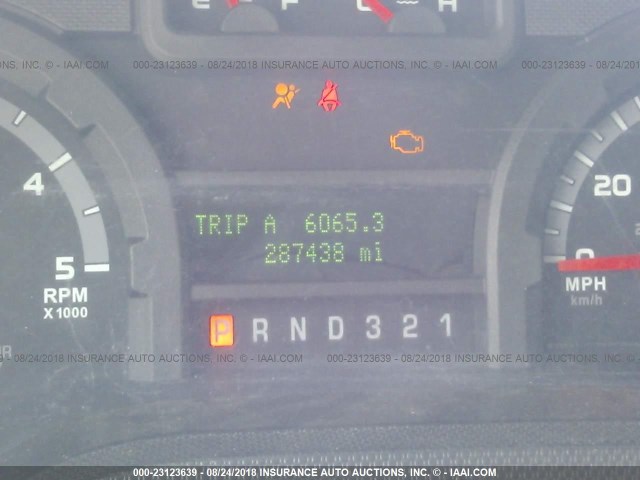 E F C H
INC. - ©IAAI.COM 000-23123639 - 08/24/2018 INSURANCE AUTO AUCTIONS, INC. - ©IAAI.COM 000-23123639 - 08/24/2018 INSURANCE
4
20
TRIP A 6065.3
287438 mi
5
0
RPM
X1000
MPH
km/h
P R N D 3 2 1
08/24/2018 INSURANCE AUTO AUCTIONS, INC. - ©IAAI.COM 000-23123639 - 08/24/2018 INSURANCE AUTO AUCTIONS, INC. - ©IAAI.COM
000-23123639 - 08/24/2018 INSURANCE AUTO AUCTIONS, INC. - ©IAAI.COM